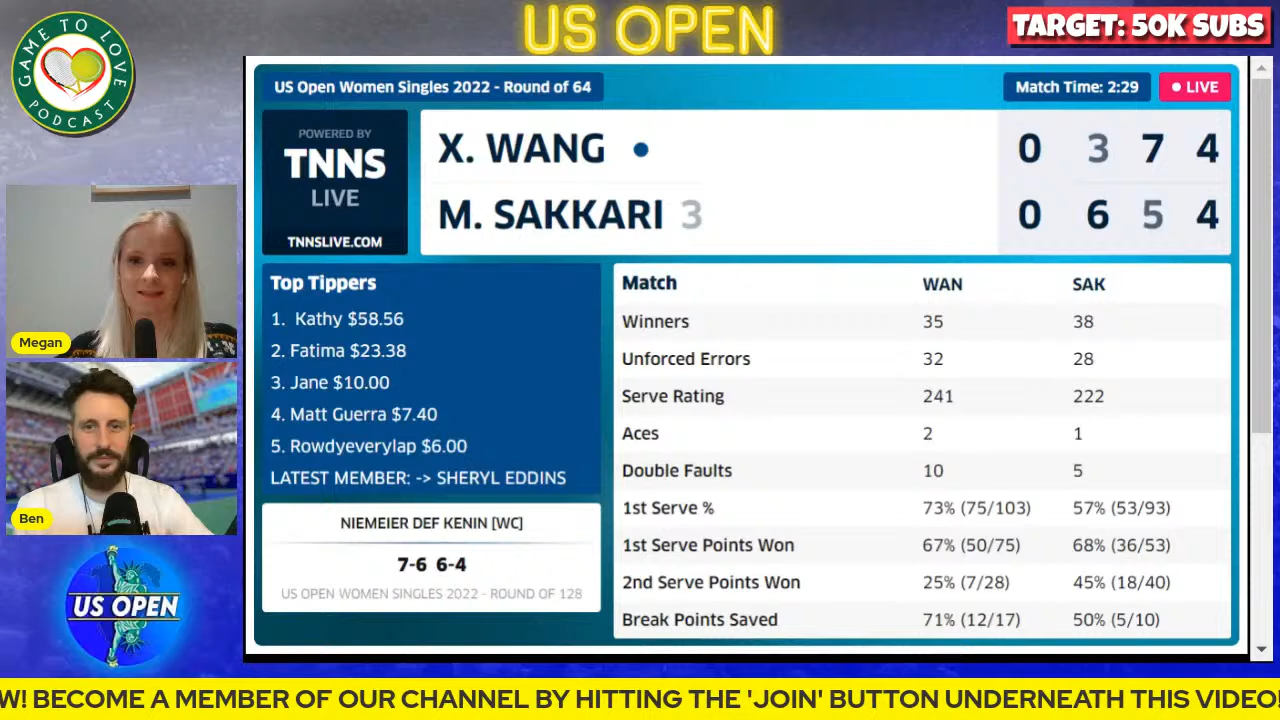 GAME TO LOVE
PODCAST
US OPEN
TARGET: 50K SUBS
US Open Women Singles 2022 - Round of 64
Match Time: 2:29
LIVE
POWERED BY
TNNS
LIVE
TNNSLIVE.COM
X. WANG 0 3 7 4
M. SAKKARI 3 0 6 5 4
Megan
Ben
Top Tippers
1. Kathy $58.56
2. Fatima $23.38
3. Jane $10.00
4. Matt Guerra $7.40
5. Rowdyeverylap $6.00
LATEST MEMBER: -> SHERYL EDDINS
NIEMEIER DEF KENIN [WC]
7-6 6-4
US OPEN WOMEN SINGLES 2022 - ROUND OF 128
Match WAN SAK
Winners 35 38
Unforced Errors 32 28
Serve Rating 241 222
Aces 2 1
Double Faults 10 5
1st Serve % 73% (75/103) 57% (53/93)
1st Serve Points Won 67% (50/75) 68% (36/53)
2nd Serve Points Won 25% (7/28) 45% (18/40)
Break Points Saved 71% (12/17) 50% (5/10)
US OPEN
W! BECOME A MEMBER OF OUR CHANNEL BY HITTING THE 'JOIN' BUTTON UNDERNEATH THIS VIDEO!